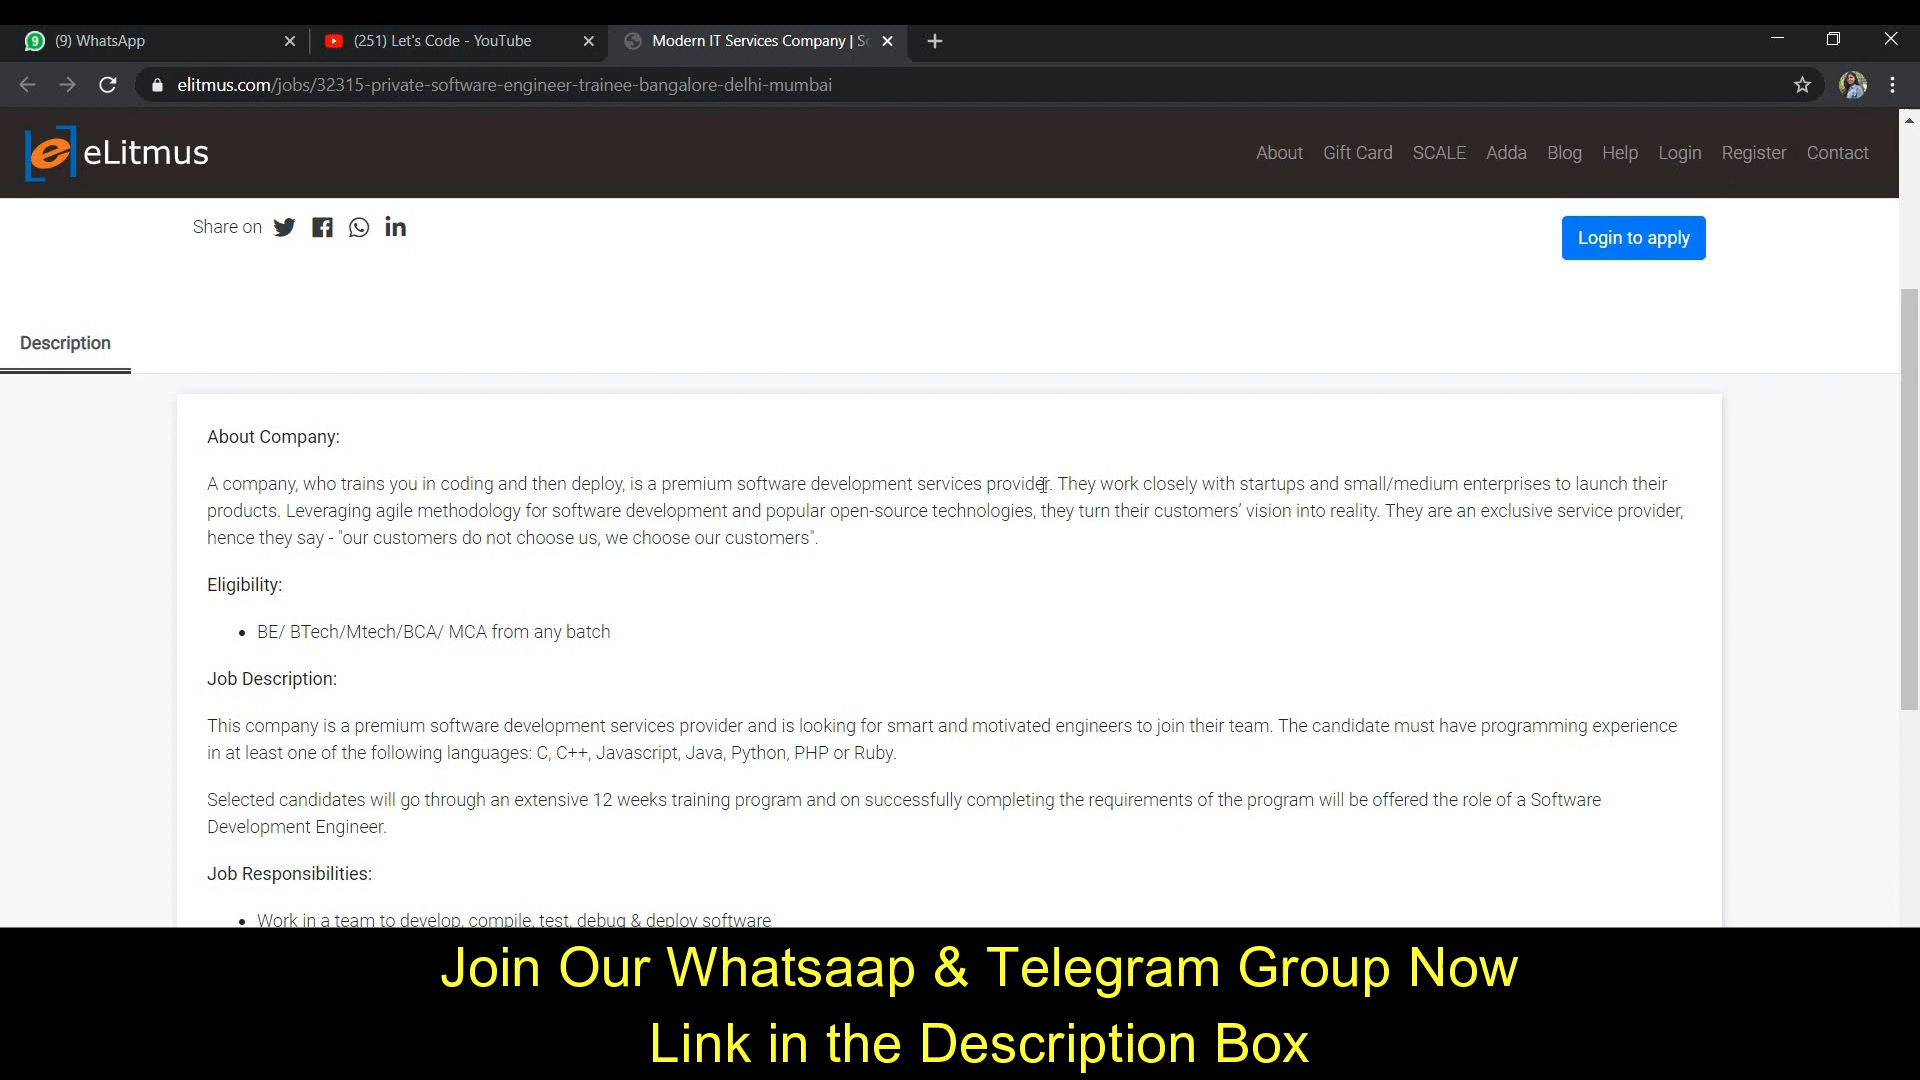 (9) WhatsApp
(251) Let's Code - YouTube
Modern IT Services Company | So
elitmus.com/jobs/32315-private-software-engineer-trainee-bangalore-delhi-mumbai
eLitmus
About Gift Card SCALE Adda Blog Help Login Register Contact
Share on
Login to apply
Description
About Company:
A company, who trains you in coding and then deploy, is a premium software development services provider. They work closely with startups and small/medium enterprises to launch their
products. Leveraging agile methodology for software development and popular open-source technologies, they turn their customers’ vision into reality. They are an exclusive service provider,
hence they say - "our customers do not choose us, we choose our customers".
Eligibility:
• BE/ BTech/Mtech/BCA/ MCA from any batch
Job Description:
This company is a premium software development services provider and is looking for smart and motivated engineers to join their team. The candidate must have programming experience
in at least one of the following languages: C, C++, Javascript, Java, Python, PHP or Ruby.
Selected candidates will go through an extensive 12 weeks training program and on successfully completing the requirements of the program will be offered the role of a Software
Development Engineer.
Job Responsibilities:
• Work in a team to develop, compile, test, debug & deploy software
Join Our Whatsaap & Telegram Group Now
Link in the Description Box